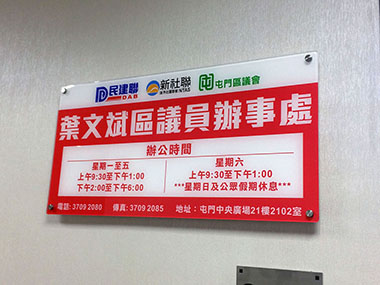 民建聯 DAB 新社聯 NTAS 屯門區議會
葉文斌區議員辦事處
辦公時間
星期一至五
上午9:30至下午1:00
下午2:00至下午6:00
星期六
上午9:30至下午1:00
***星期日及公眾假期休息***
電話: 3709 2080 傳真: 3709 2085 地址：屯門中央廣場21樓2102室